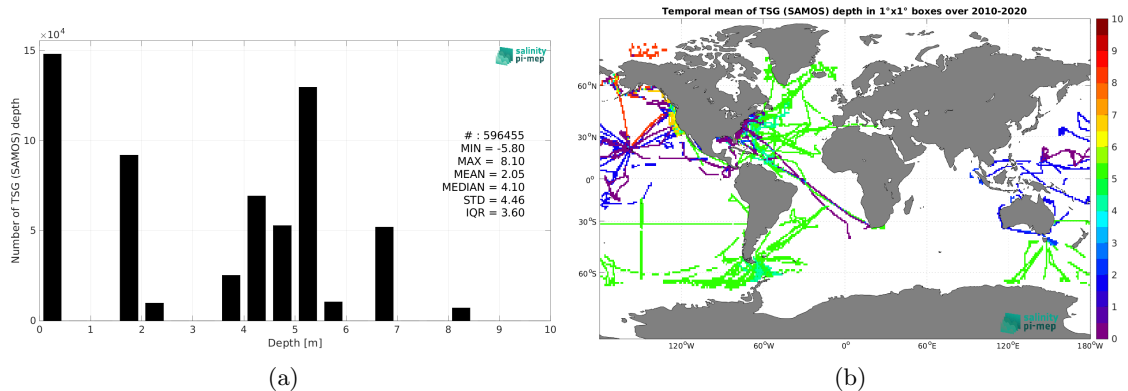 ×10⁴
15
10
5
0
Number of TSG (SAMOS) depth
salinity
pi-mep
# : 596455
MIN = -5.80
MAX = 8.10
MEAN = 2.05
MEDIAN = 4.10
STD = 4.46
IQR = 3.60
0 1 2 3 4 5 6 7 8 9 10
Depth [m]
(a)
Temporal mean of TSG (SAMOS) depth in 1°x1° boxes over 2010-2020
60°N
30°N
0°
30°S
60°S
120°W 60°W 0° 60°E 120°E 180°W
salinity
pi-mep
10
9
8
7
6
5
4
3
2
1
0
(b)